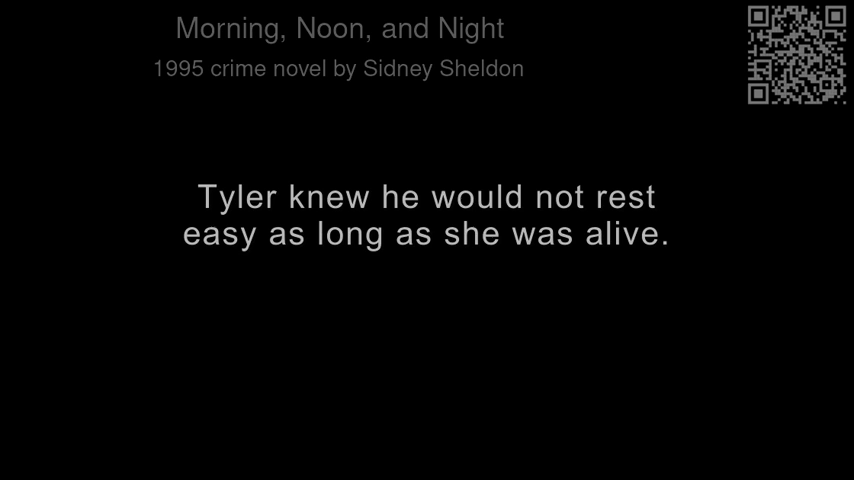 Morning, Noon, and Night
1995 crime novel by Sidney Sheldon
Tyler knew he would not rest
easy as long as she was alive.